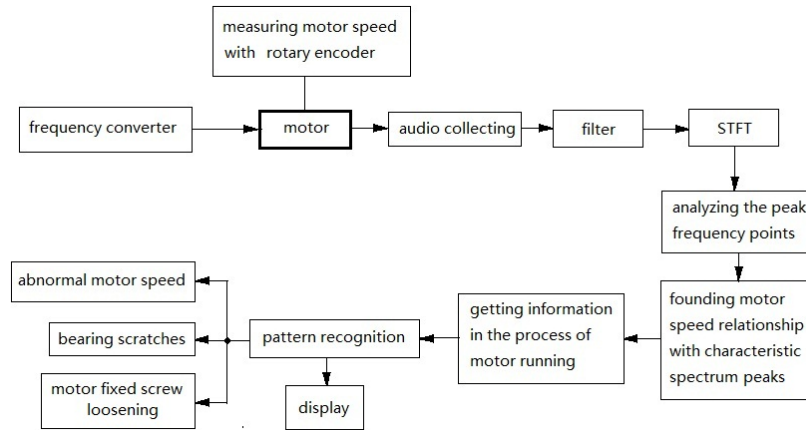 measuring motor speed
with rotary encoder
frequency converter
motor
audio collecting
filter
STFT
analyzing the peak
frequency points
founding motor
speed relationship
with characteristic
spectrum peaks
getting information
in the process of
motor running
pattern recognition
display
abnormal motor speed
bearing scratches
motor fixed screw
loosening